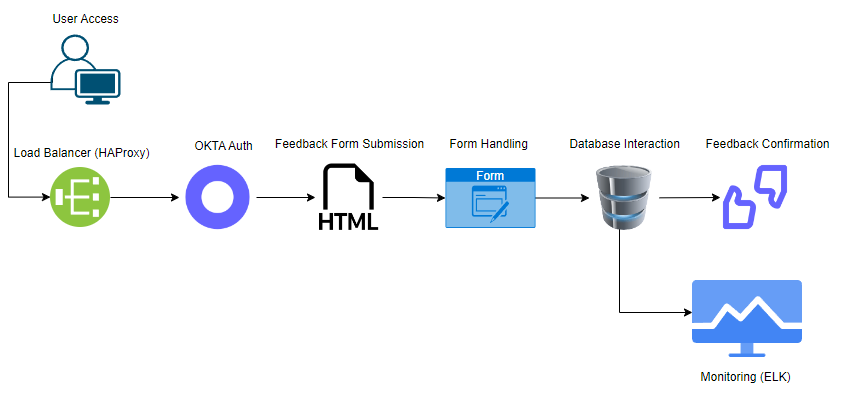 User Access
Load Balancer (HAProxy)
OKTA Auth
Feedback Form Submission
Form Handling
Database Interaction
Feedback Confirmation
HTML
Form
Monitoring (ELK)